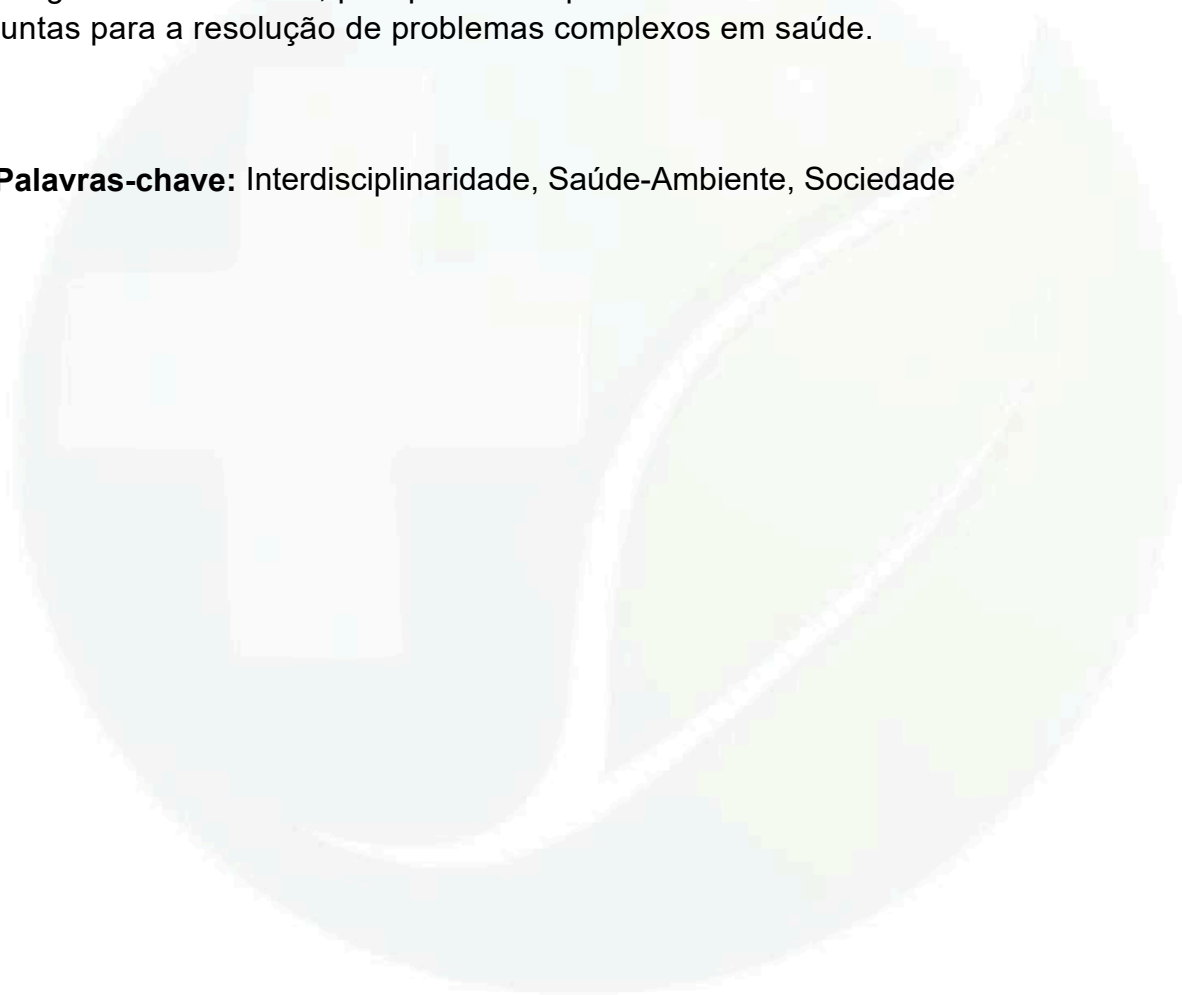 untas para a resolução de problemas complexos em saúde.
Palavras-chave: Interdisciplinaridade, Saúde-Ambiente, Sociedade